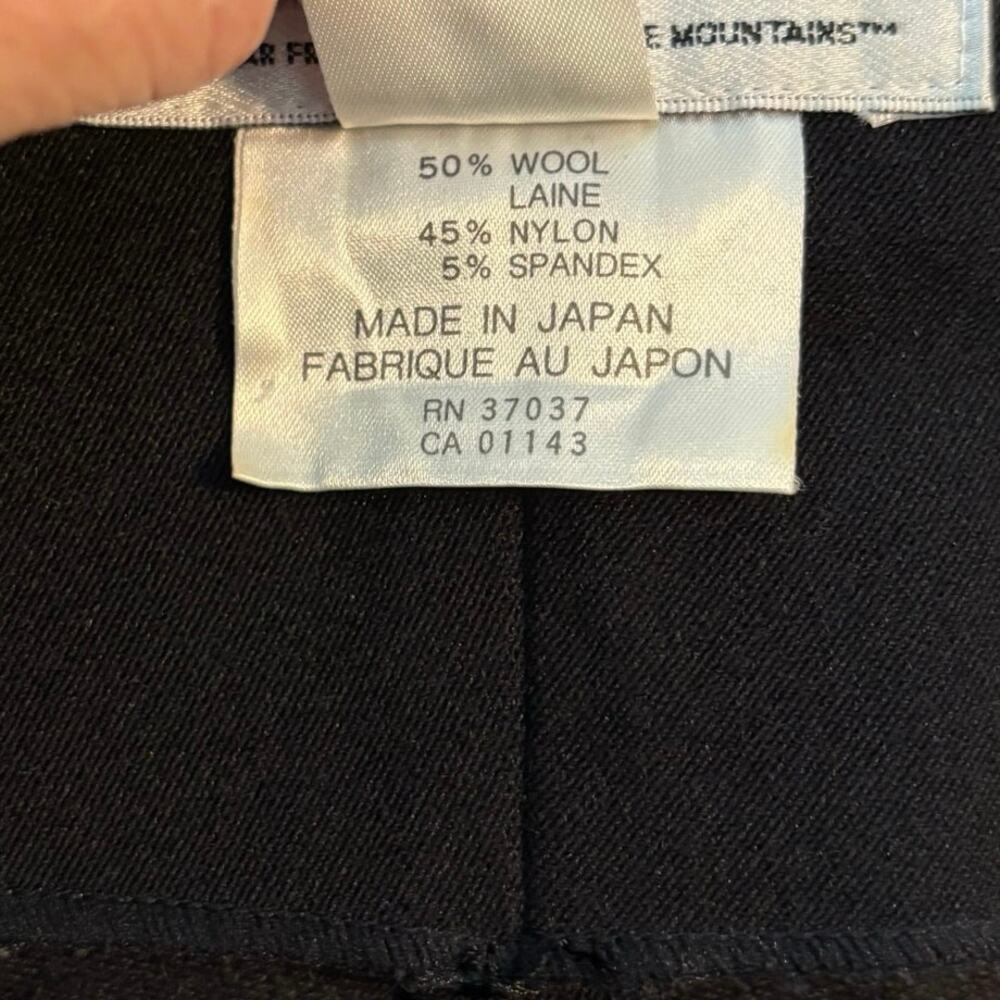 E MOUNTAINS™
50% WOOL
LAINE
45% NYLON
5% SPANDEX
MADE IN JAPAN
FABRIQUE AU JAPON
RN 37037
CA 01143